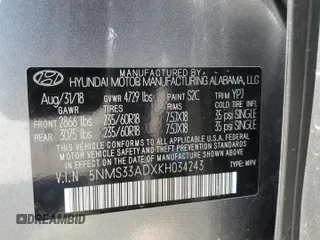 HYUNDAI MOTOR MANUFACTURING ALABAMA, LLC
Aug/31/18 GVWR 4729 lbs PAINT S2C TRIM YPJ
GAWR TIRES: RIMS: COLD TIRE INF. PRES.:
FRONT 2866 lbs 235/60R18 7.5JX18 35 psi SINGLE
REAR 3075 lbs 235/60R18 7.5JX18 35 psi SINGLE
THIS VEHICLE CONFORMS TO ALL APPLICABLE U.S.A. FEDERAL
MOTOR VEHICLE SAFETY AND THEFT PREVENTION STANDARDS
IN EFFECT ON THE DATE OF MANUFACTURE SHOWN ABOVE.
V.I.N 5NMS33ADXKH034243 TYPE: MPV
AUTOBIDMASTER